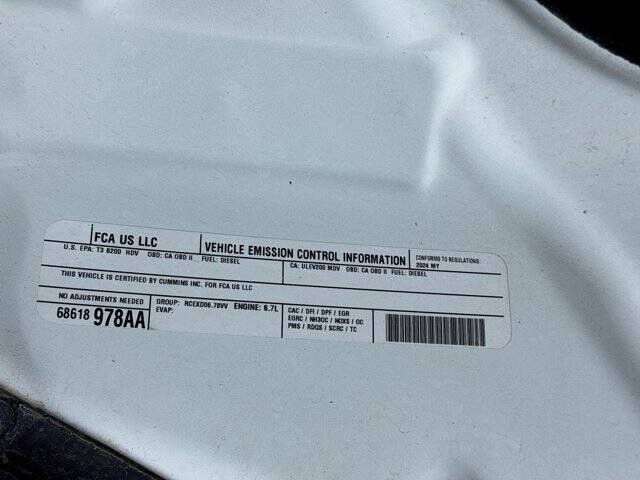 FCA US LLC
VEHICLE EMISSION CONTROL INFORMATION
CONFORMS TO REGULATIONS:
2024 MY
U.S. EPA: T3 B200 HDV OBD: CA OBD II FUEL: DIESEL
CA: ULEV200 MDV OBD: CA OBD II FUEL: DIESEL
THIS VEHICLE IS CERTIFIED BY CUMMINS INC. FOR FCA US LLC
NO ADJUSTMENTS NEEDED
68618 978AA
GROUP: RCEXD06.78VV ENGINE: 6.7L
EVAP:
CAC / DFI / DPF / EGR
EGRC / NH3OC / NOXS / OC
PMS / RDQS / SCRC / TC